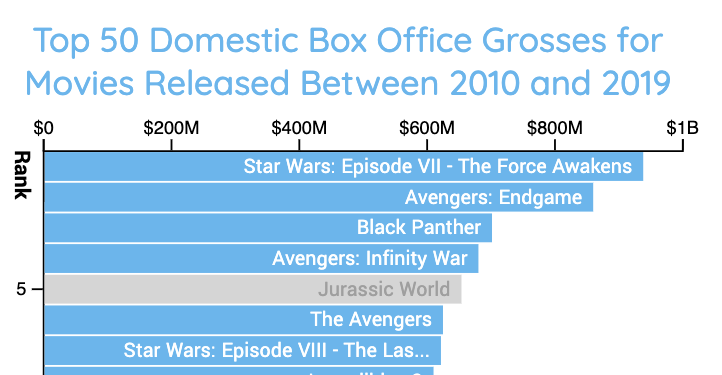 Top 50 Domestic Box Office Grosses for
Movies Released Between 2010 and 2019
$0 $200M $400M $600M $800M $1B
Rank
Star Wars: Episode VII - The Force Awakens
Avengers: Endgame
Black Panther
Avengers: Infinity War
5 Jurassic World
The Avengers
Star Wars: Episode VIII - The Las...